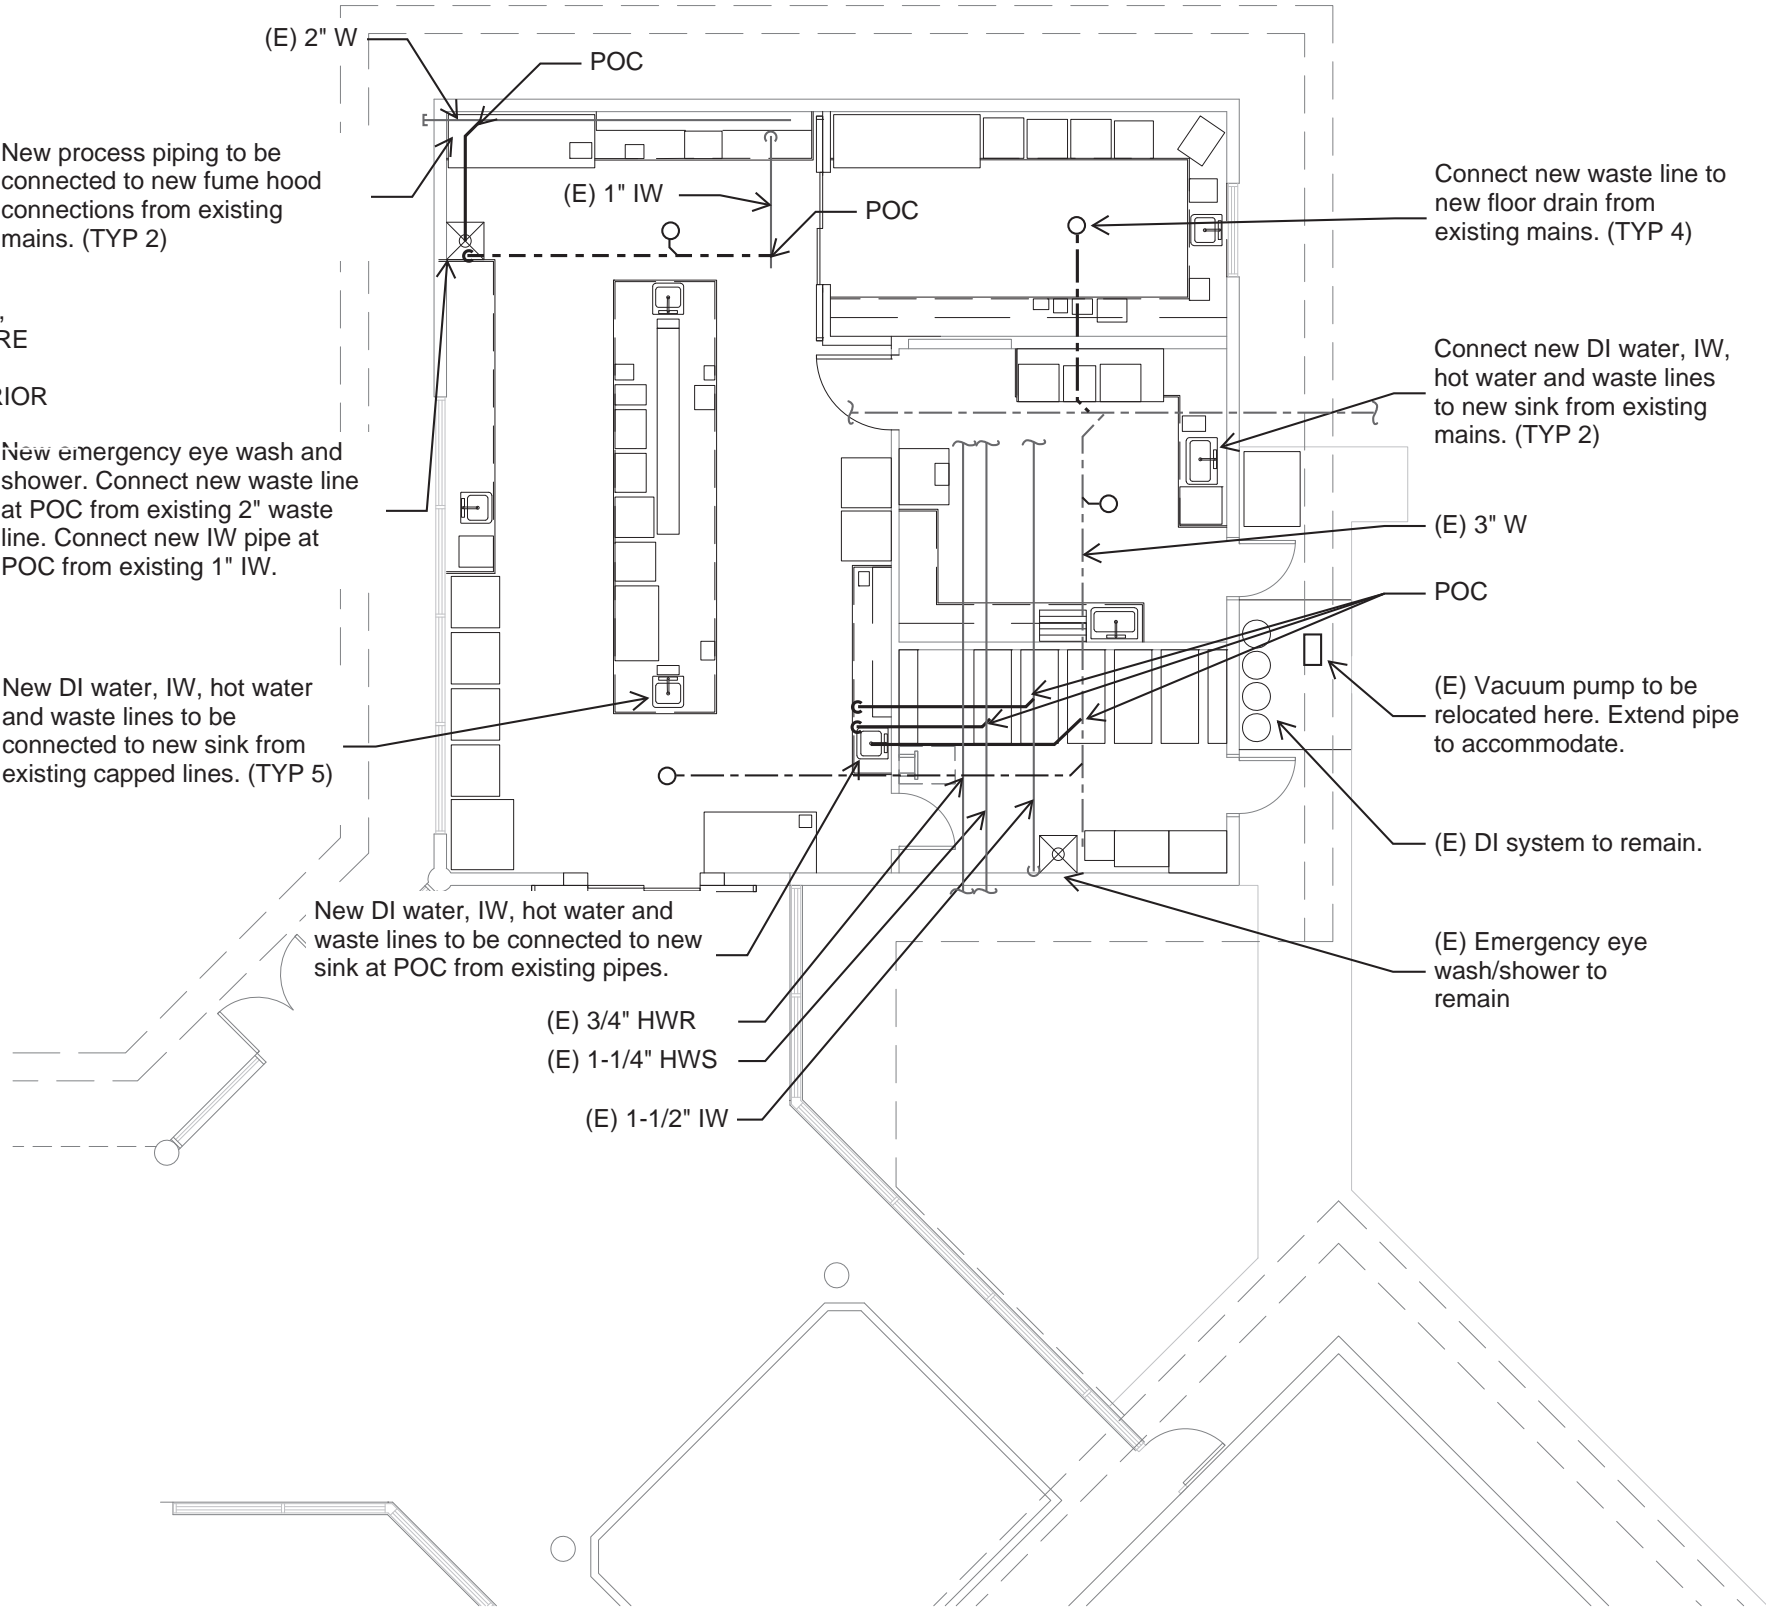 (E) 2" W
POC
New process piping to be
connected to new fume hood
connections from existing
mains. (TYP 2)
(E) 1" IW
POC
Connect new waste line to
new floor drain from
existing mains. (TYP 4)
,
RE
RIOR
Connect new DI water, IW,
hot water and waste lines
to new sink from existing
mains. (TYP 2)
New emergency eye wash and
shower. Connect new waste line
at POC from existing 2" waste
line. Connect new IW pipe at
POC from existing 1" IW.
(E) 3" W
POC
New DI water, IW, hot water
and waste lines to be
connected to new sink from
existing capped lines. (TYP 5)
(E) Vacuum pump to be
relocated here. Extend pipe
to accommodate.
(E) DI system to remain.
New DI water, IW, hot water and
waste lines to be connected to new
sink at POC from existing pipes.
(E) Emergency eye
wash/shower to
remain
(E) 3/4" HWR
(E) 1-1/4" HWS
(E) 1-1/2" IW